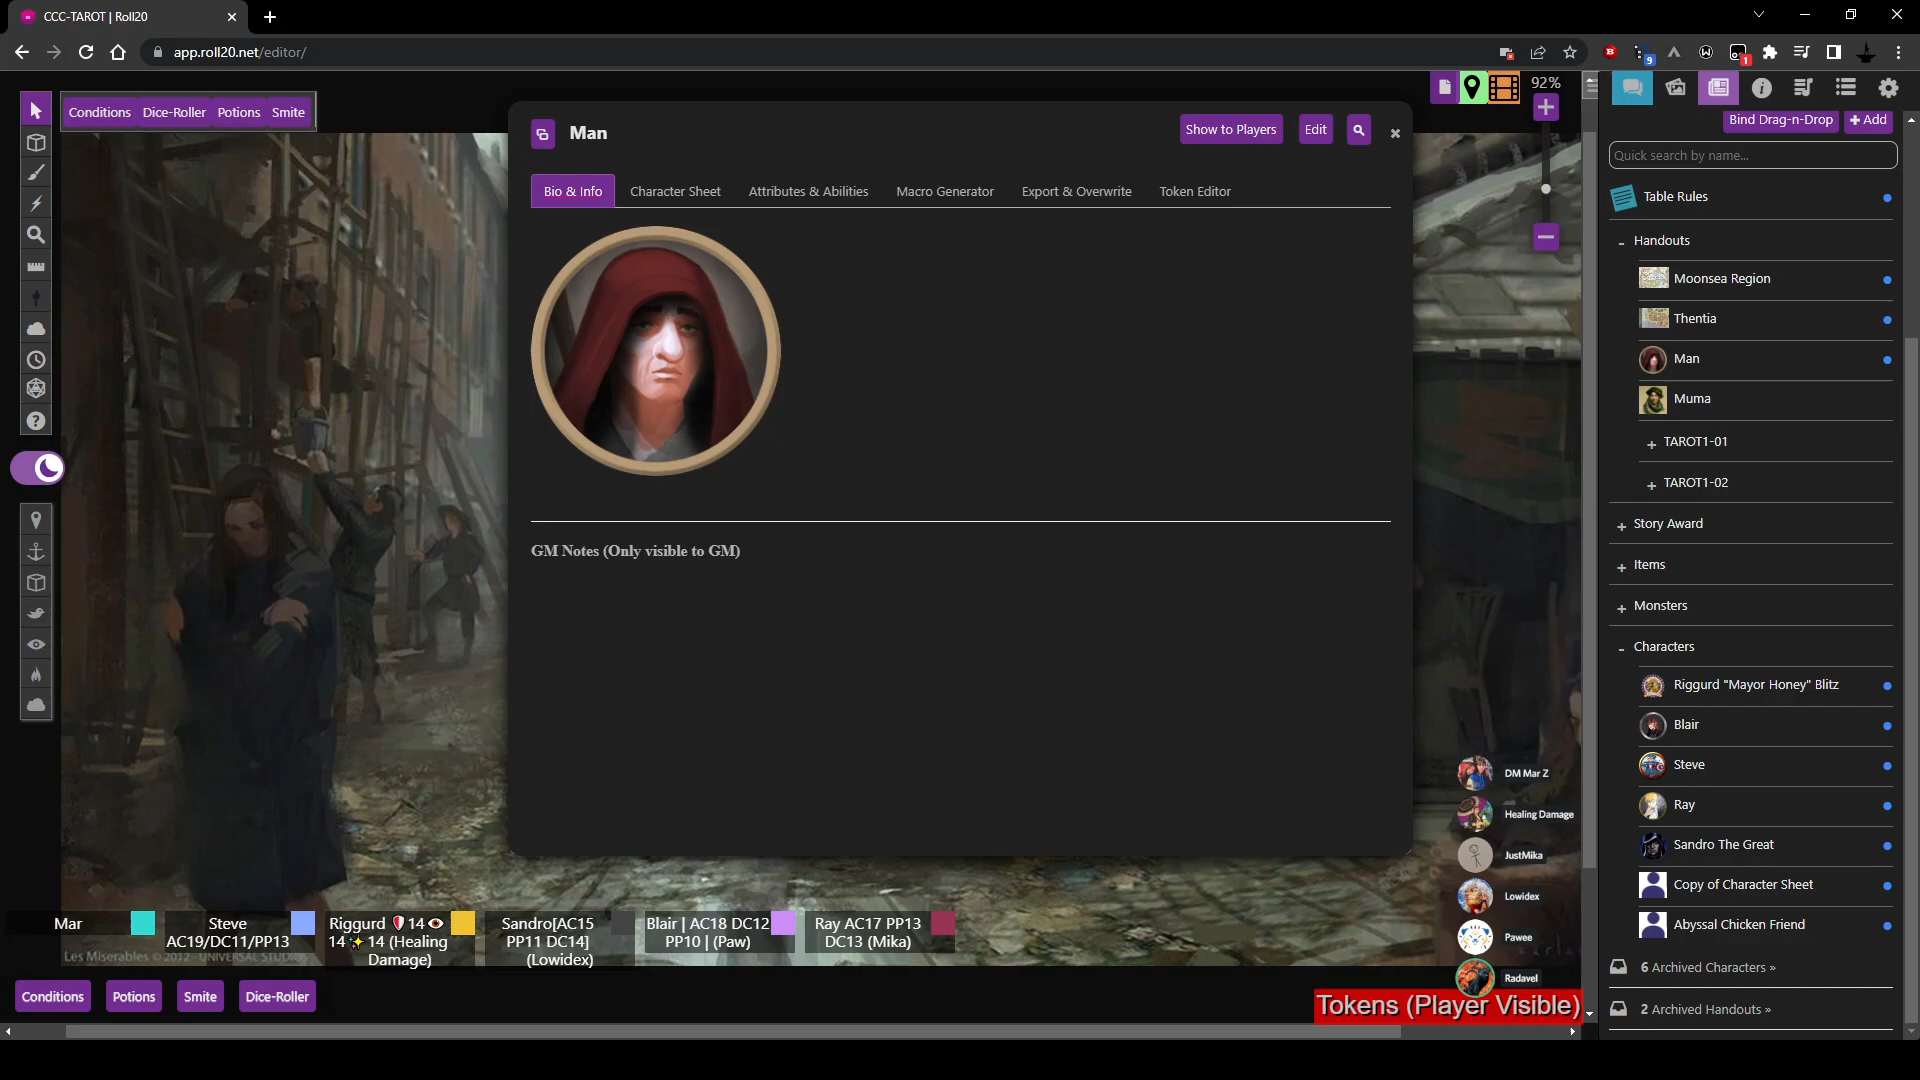 CCC-TAROT | Roll20
app.roll20.net/editor/
9
1
Conditions Dice-Roller Potions Smite
92%
Man
Show to Players Edit
Bio & Info Character Sheet Attributes & Abilities Macro Generator Export & Overwrite Token Editor
GM Notes (Only visible to GM)
Bind Drag-n-Drop + Add
Quick search by name...
Table Rules
- Handouts
Moonsea Region
Thentia
Man
Muma
+ TAROT1-01
+ TAROT1-02
+ Story Award
+ Items
+ Monsters
- Characters
Riggurd "Mayor Honey" Blitz
Blair
Steve
Ray
Sandro The Great
Copy of Character Sheet
Abyssal Chicken Friend
6 Archived Characters »
2 Archived Handouts »
DM Mar Z
Healing Damage
JustMika
Lowidex
Pawee
Radavel
Mar
Steve
AC19/DC11/PP13
Riggurd 🛡14👁
14✨14 (Healing
Damage)
Sandro[AC15
PP11 DC14]
(Lowidex)
Blair | AC18 DC12
PP10 | (Paw)
Ray AC17 PP13
DC13 (Mika)
Les Miserables © 2012 - UNIVERSAL STUDIOS
Conditions Potions Smite Dice-Roller
Tokens (Player Visible)